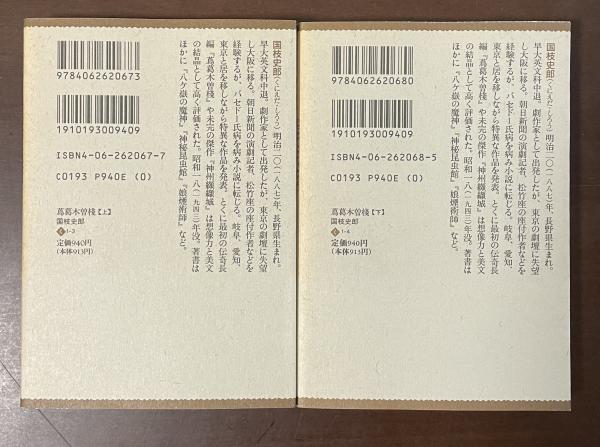 9784062620673
1910193009409
ISBN4-06-262067-7
C0193 P940E (0)
蔦葛木曽棧【上】
国枝史郎
く 1-3
定価940円
(本体913円)
国枝史郎(くにえだ・しろう) 明治二〇(一八八七)年、長野県生まれ。
早大英文科中退。劇作家として出発したが、東京の劇壇に失望
し大阪に移る。朝日新聞の演劇記者、松竹座の座付作者などを
経験するが、バセドー氏病を病み小説に転じる。岐阜、愛知、
東京と居を移しながら特異な作品を発表。とくに最初の伝奇長
編『蔦葛木曽棧』や未完の傑作『神州纐纈城』は想像力と美文
の結晶として高く評価された。昭和一八(一九四三)年没。著書は
ほかに『八ケ嶽の魔神』『神秘昆虫館』『娘煙術師』など。
9784062620680
1910193009409
ISBN4-06-262068-5
C0193 P940E (0)
蔦葛木曽棧【下】
国枝史郎
く 1-4
定価940円
(本体913円)
国枝史郎(くにえだ・しろう) 明治二〇(一八八七)年、長野県生まれ。
早大英文科中退。劇作家として出発したが、東京の劇壇に失望
し大阪に移る。朝日新聞の演劇記者、松竹座の座付作者などを
経験するが、バセドー氏病を病み小説に転じる。岐阜、愛知、
東京と居を移しながら特異な作品を発表。とくに最初の伝奇長
編『蔦葛木曽棧』や未完の傑作『神州纐纈城』は想像力と美文
の結晶として高く評価された。昭和一八(一九四三)年没。著書は
ほかに『八ケ嶽の魔神』『神秘昆虫館』『娘煙術師』など。